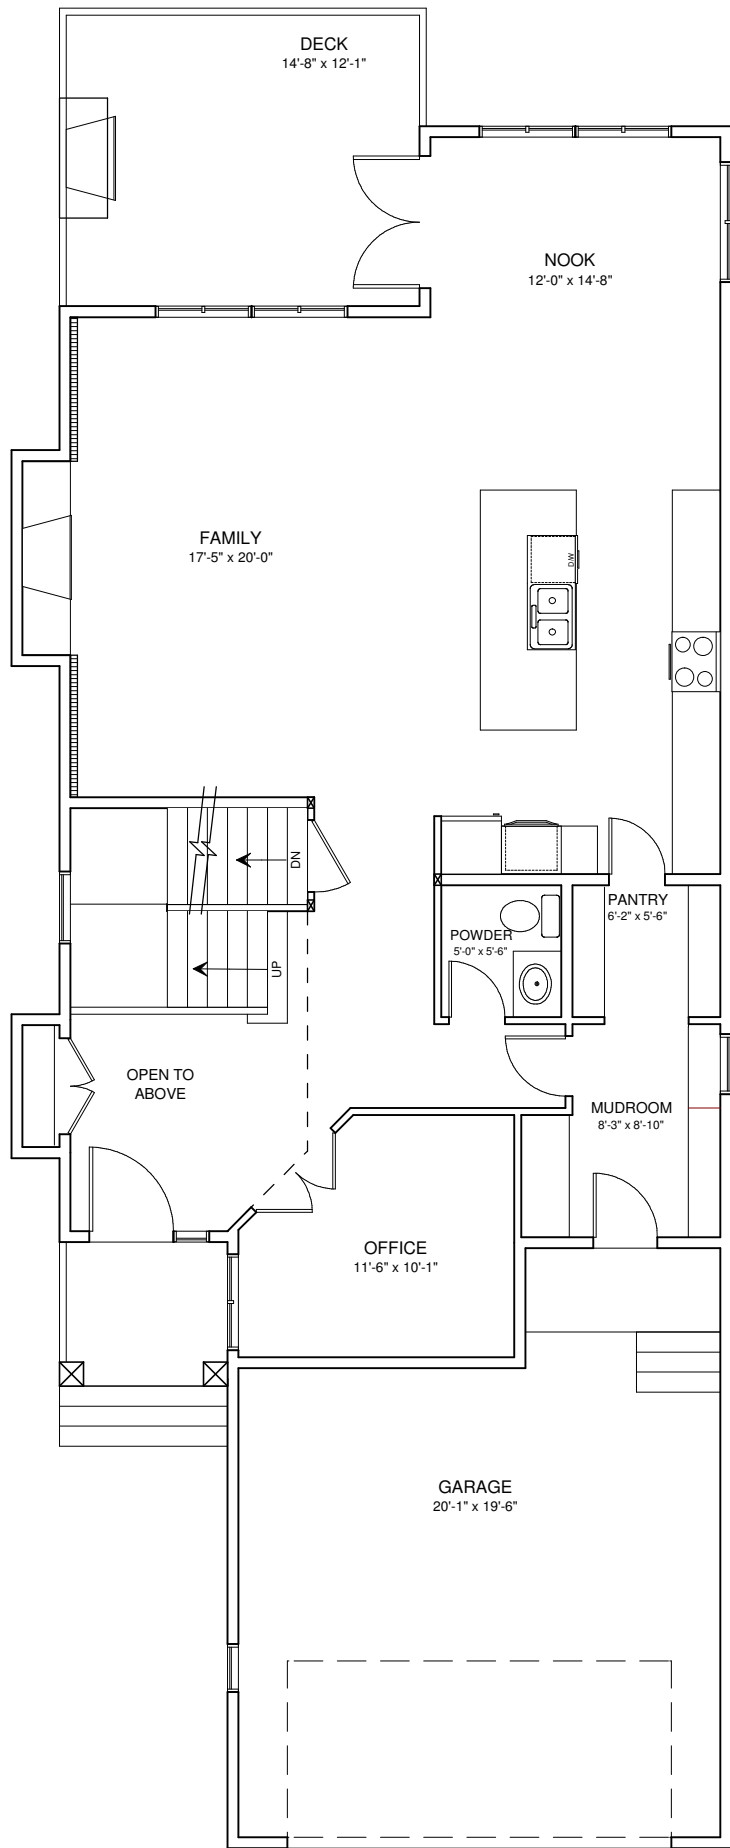 DECK
14'-8" x 12'-1"
NOOK
12'-0" x 14'-8"
FAMILY
17'-5" x 20'-0"
D/W
DN
PANTRY
6'-2" x 5'-6"
POWDER
5'-0" x 5'-6"
UP
OPEN TO
ABOVE
MUDROOM
8'-3" x 8'-10"
OFFICE
11'-6" x 10'-1"
GARAGE
20'-1" x 19'-6"